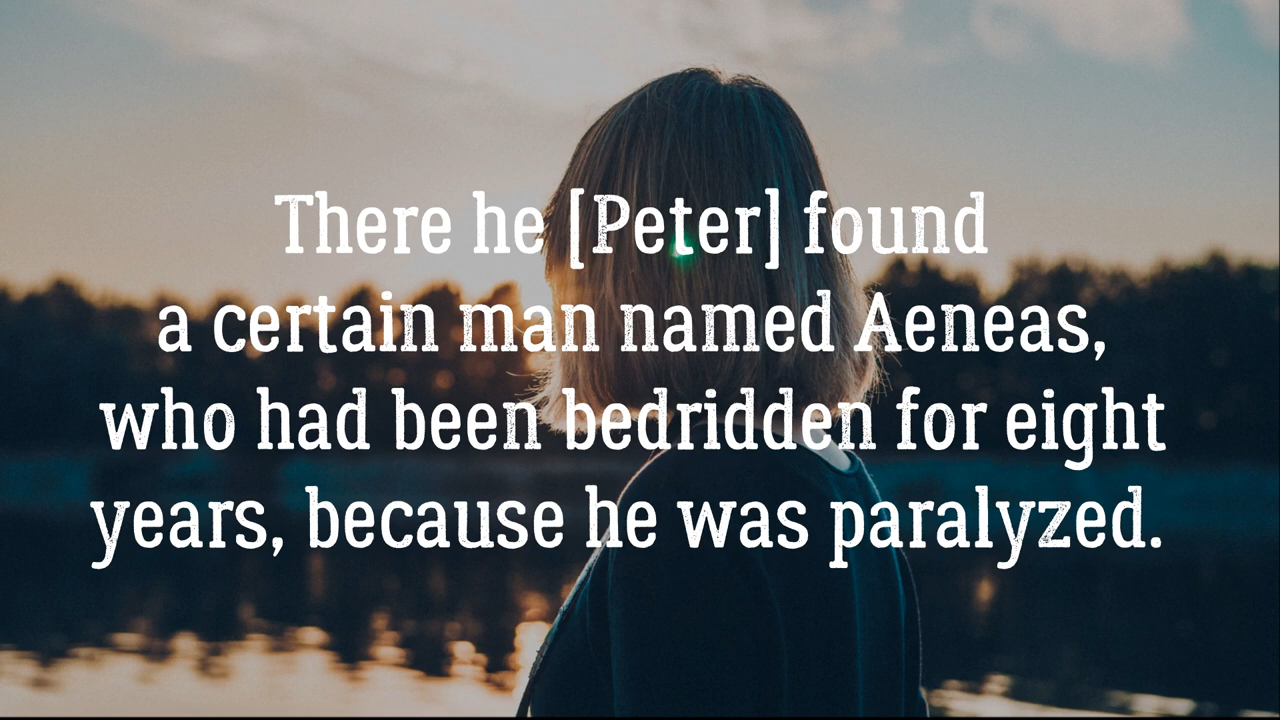 There he [Peter] found
a certain man named Aeneas,
who had been bedridden for eight
years, because he was paralyzed.